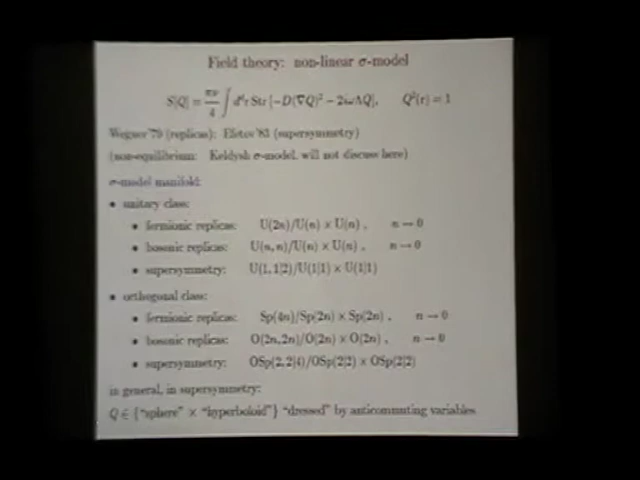 Field theory: non-linear σ-model
S[Q] = πν/4 ∫ dᵈr Str [−D(∇Q)² − 2iωΛQ], Q²(r) = 1
Wegner'79 (replicas); Efetov'83 (supersymmetry)
(non-equilibrium: Keldysh σ-model, will not discuss here)
σ-model manifold:
• unitary class:
• fermionic replicas: U(2n)/U(n) × U(n) , n → 0
• bosonic replicas: U(n, n)/U(n) × U(n) , n → 0
• supersymmetry: U(1, 1|2)/U(1|1) × U(1|1)
• orthogonal class:
• fermionic replicas: Sp(4n)/Sp(2n) × Sp(2n) , n → 0
• bosonic replicas: O(2n, 2n)/O(2n) × O(2n) , n → 0
• supersymmetry: OSp(2, 2|4)/OSp(2|2) × OSp(2|2)
in general, in supersymmetry:
Q ∈ {"sphere" × "hyperboloid"} "dressed" by anticommuting variables